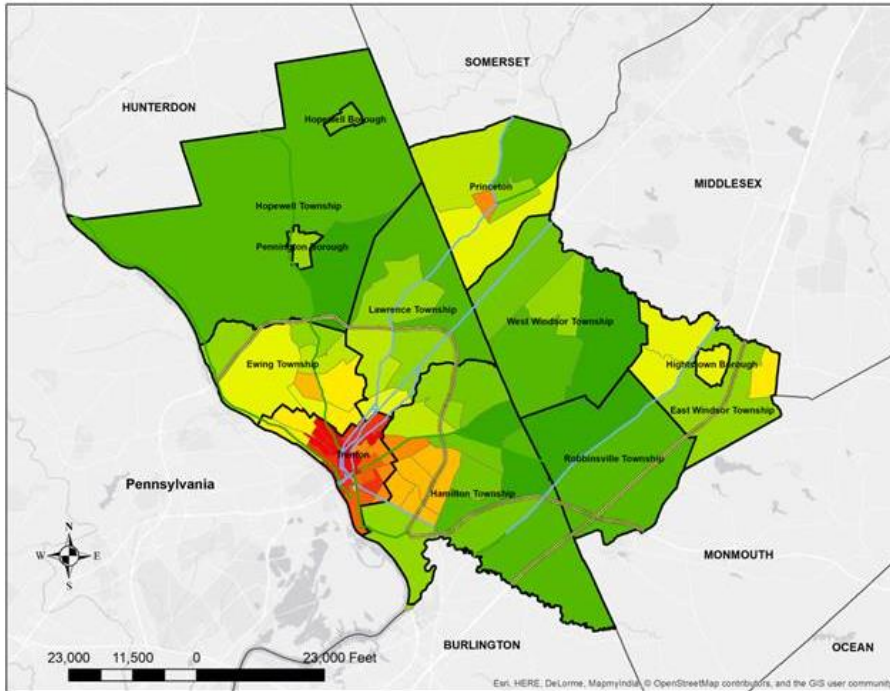 SOMERSET
HUNTERDON
Hopewell Borough
MIDDLESEX
Princeton
Hopewell Township
Pennington Borough
Lawrence Township
West Windsor Township
Ewing Township
Hightstown Borough
East Windsor Township
Trenton
Robbinsville Township
Pennsylvania
Hamilton Township
N
W
E
S
MONMOUTH
BURLINGTON
OCEAN
23,000 11,500 0 23,000 Feet
Esri, HERE, DeLorme, MapmyIndia, © OpenStreetMap contributors, and the GIS user community